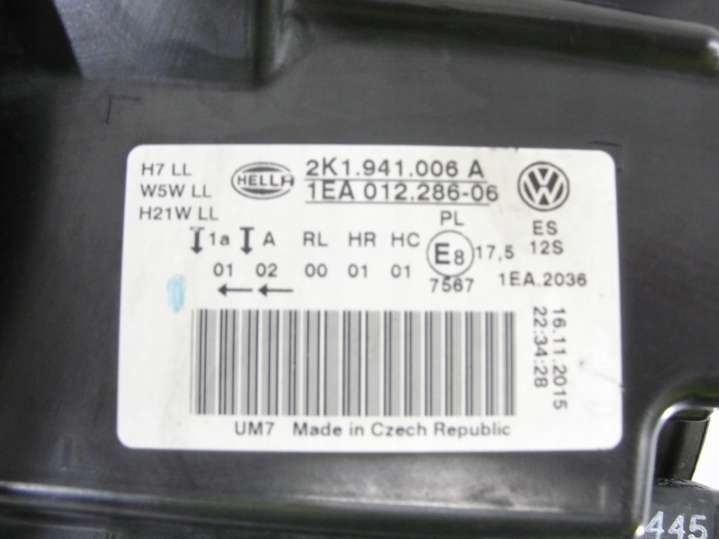 H7 LL
W5W LL
H21W LL
HELLA
2K1.941.006 A
1EA 012.286-06
PL
ES
12S
1a A RL HR HC
E8 17,5
01 02 00 01 01
7567
1EA.2036
16.11.2015
22:34:28
UM7 Made in Czech Republic
445